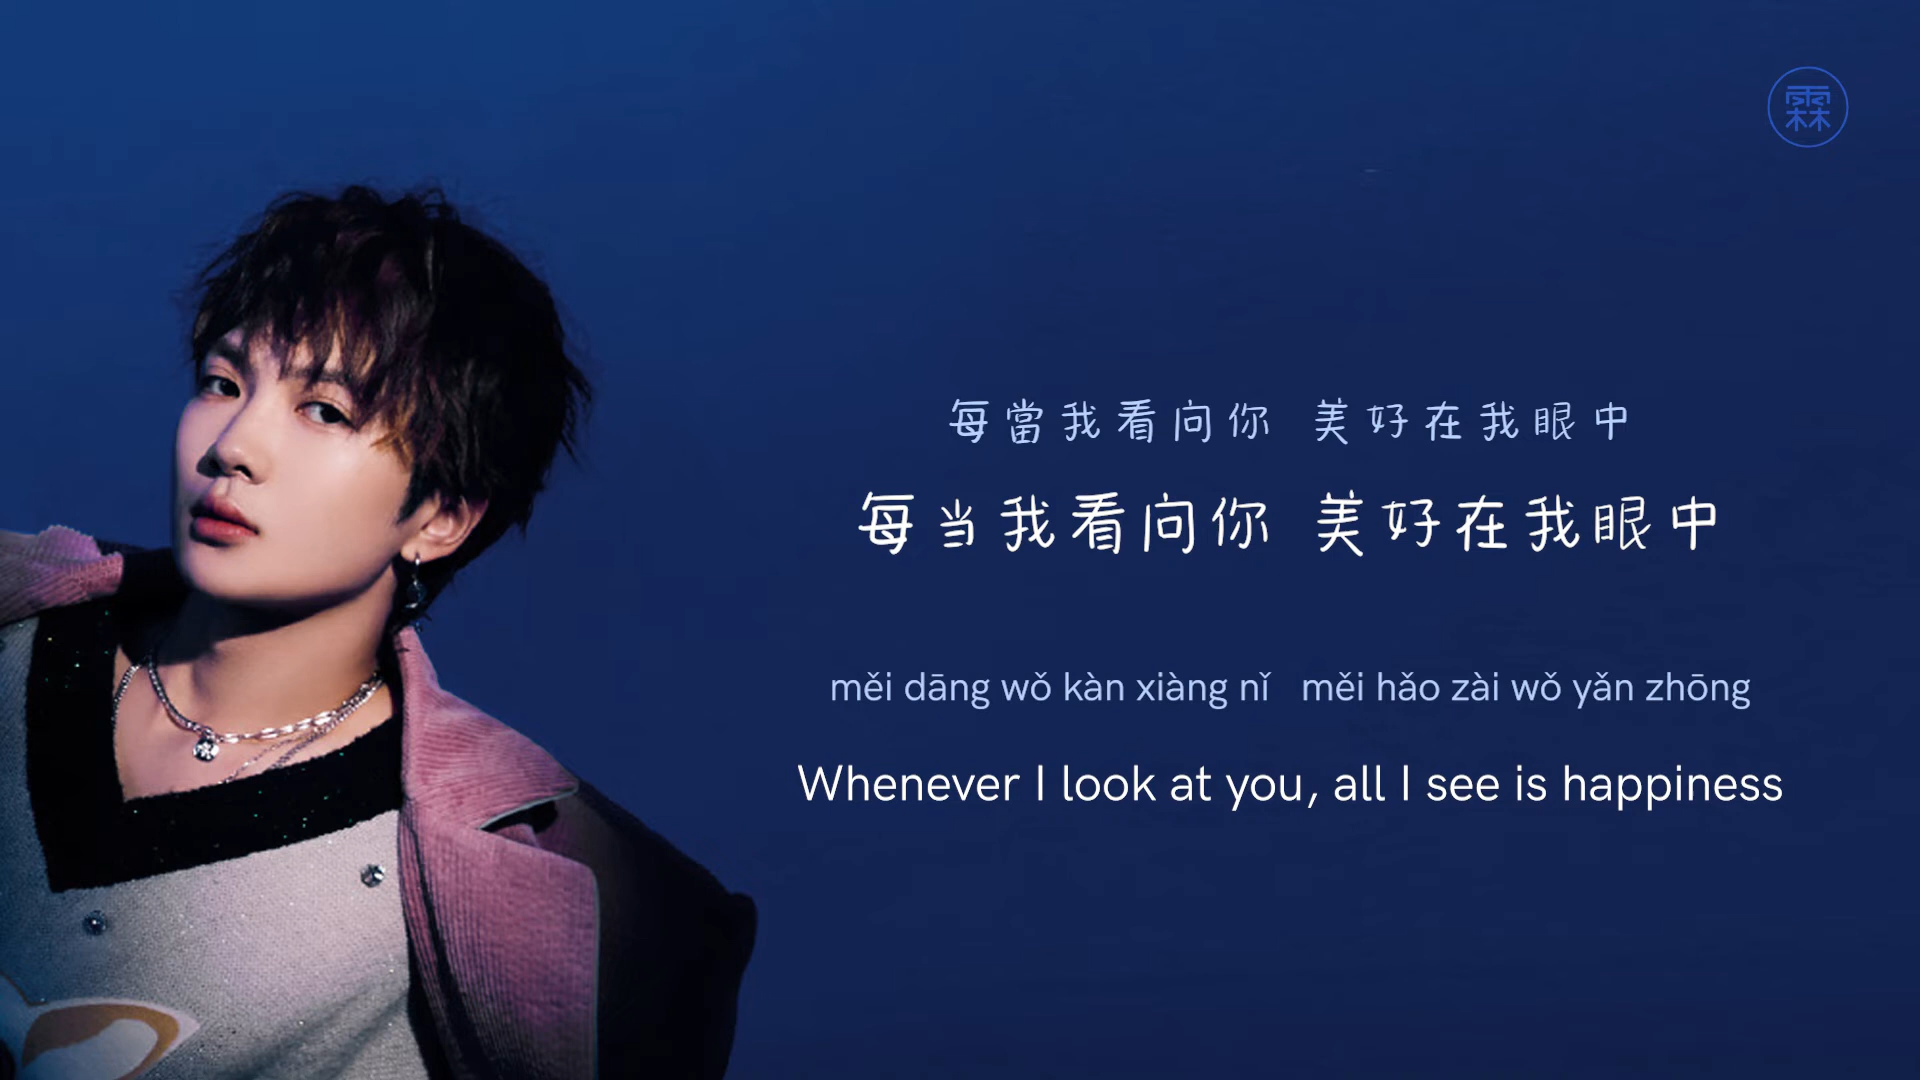 霖
每當我看向你 美好在我眼中
每当我看向你 美好在我眼中
měi dāng wǒ kàn xiàng nǐ měi hǎo zài wǒ yǎn zhōng
Whenever I look at you, all I see is happiness